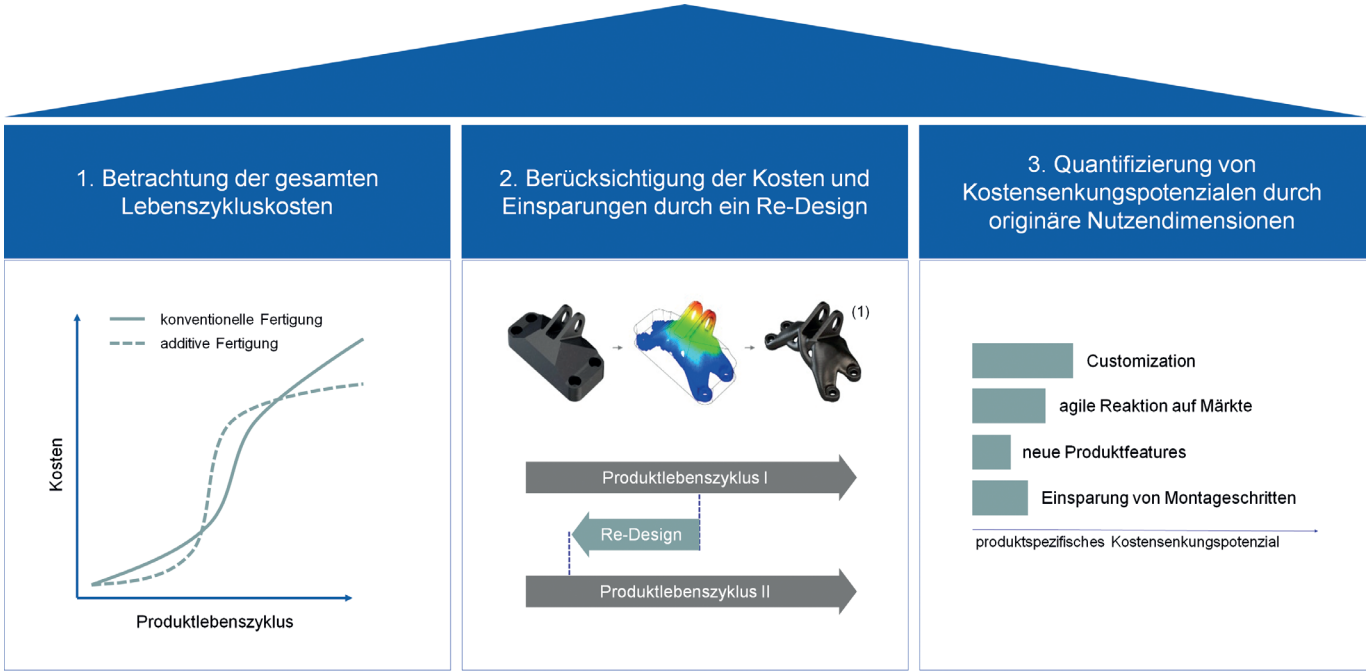 1. Betrachtung der gesamten
Lebenszykluskosten
2. Berücksichtigung der Kosten und
Einsparungen durch ein Re-Design
3. Quantifizierung von
Kostensenkungspotenzialen durch
originäre Nutzendimensionen
konventionelle Fertigung
additive Fertigung
Kosten
Produktlebenszyklus
(1)
Produktlebenszyklus I
Re-Design
Produktlebenszyklus II
Customization
agile Reaktion auf Märkte
neue Produktfeatures
Einsparung von Montageschritten
produktspezifisches Kostensenkungspotenzial